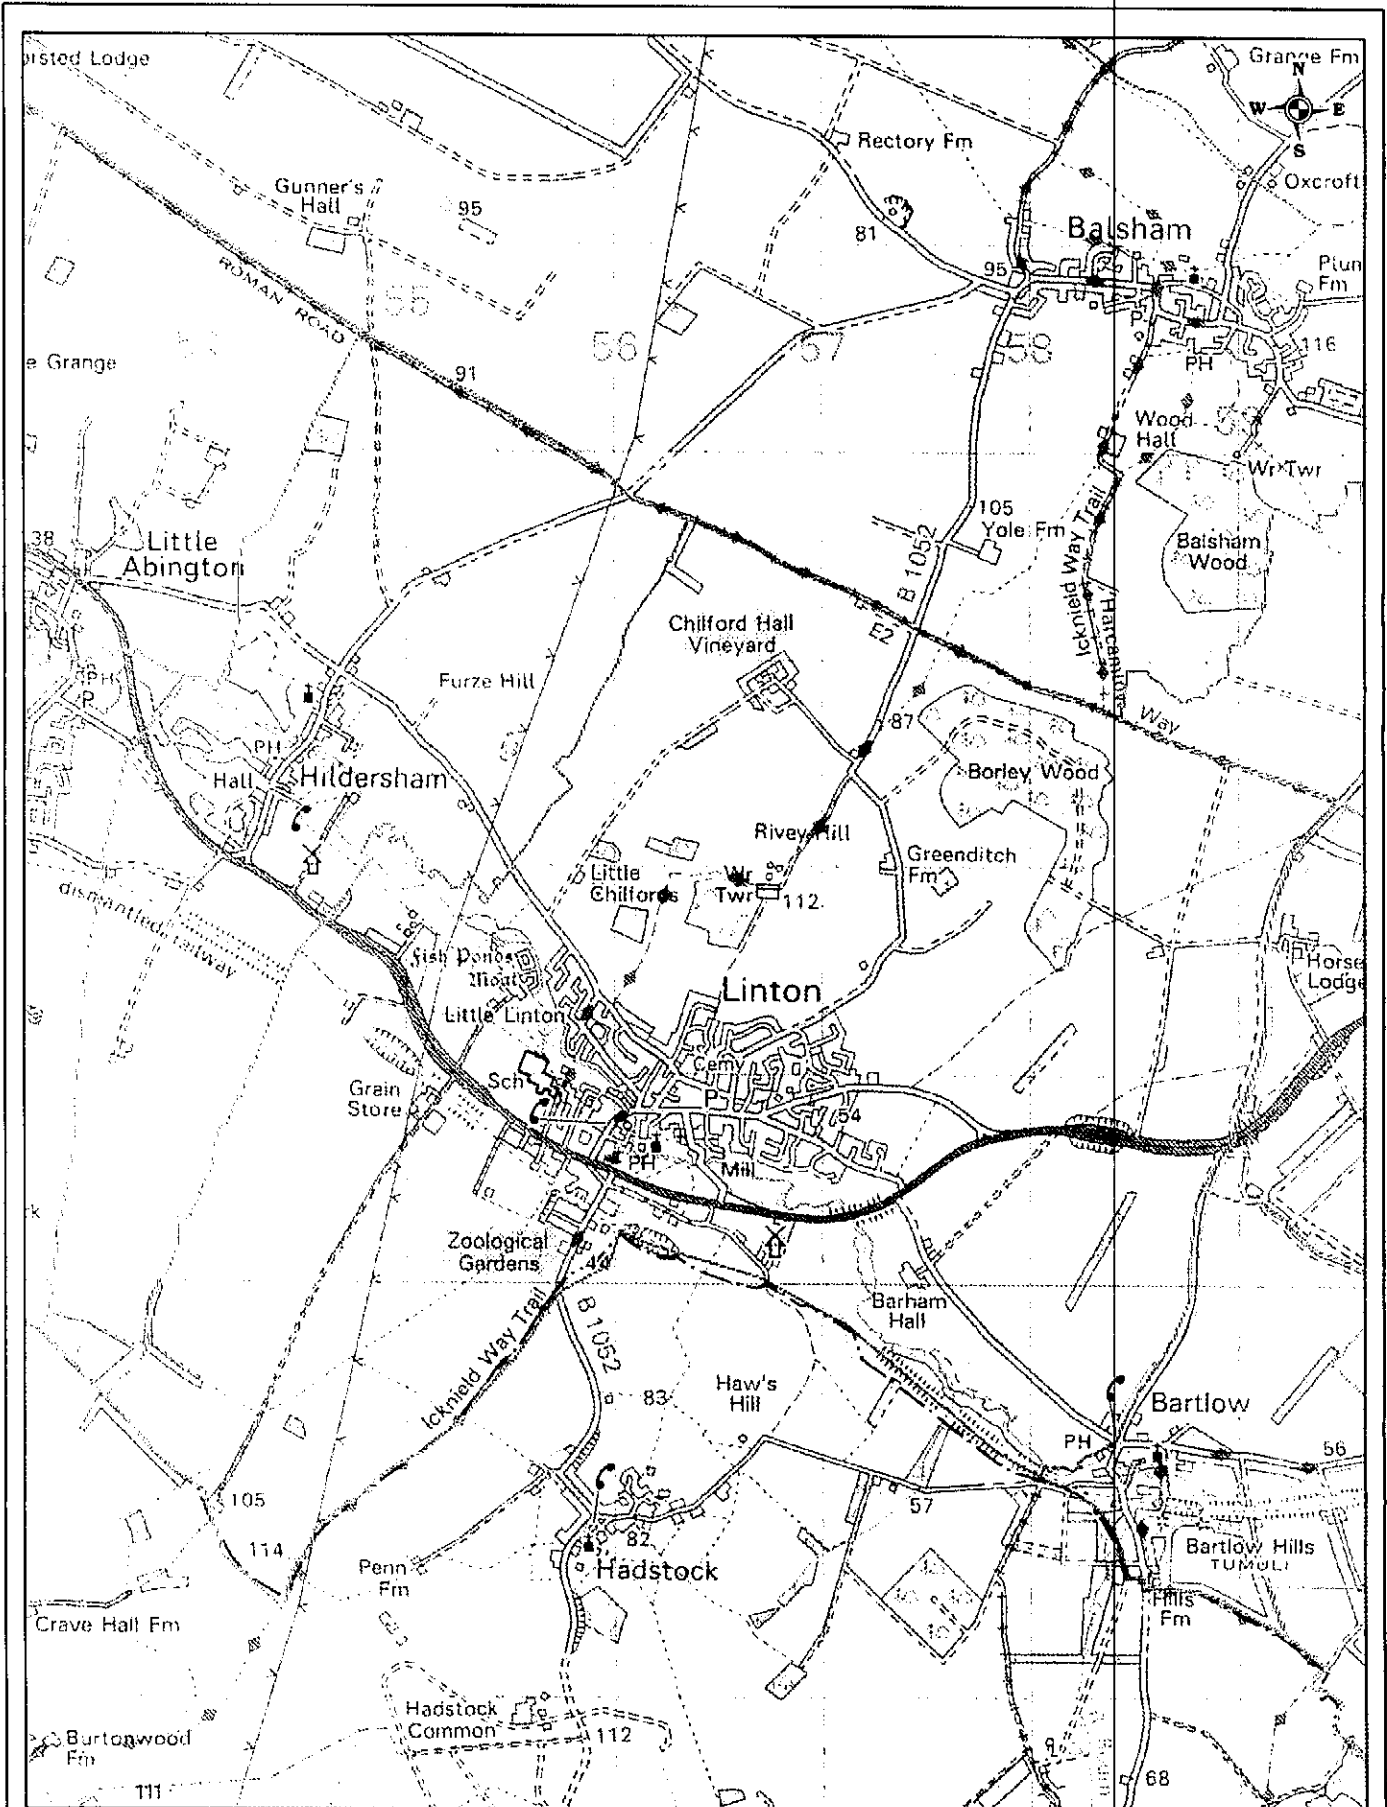 orsted Lodge
Grange Fm
N
W E
S
Rectory Fm
Oxcroft
Gunner's
Hall
95
81
Balsham
95
Plun
Fm
ROMAN
ROAD
55
56
57
58
e Grange
91
P
PH
116
Wood
Hall
Wr Twr
38
Little
Abington
105
Yole Fm
B 1052
Icknield Way Trail
Balsham
Wood
Harcamlow
Way
E2
Chilford Hall
Vineyard
Furze Hill
PH
P
87
PH
Hall
Hildersham
Borley Wood
Rivey Hill
Little
Chilfords
Wr
Twr
112
Greenditch
Fm
dismantled railway
Fish Ponds
Moat
Linton
Horse
Lodge
Little Linton
Cemy
Sch
Grain
Store
P
54
PH
Mill
Zoological
Gardens
Barham
Hall
Icknield Way Trail
B 1052
83
Haw's
Hill
Bartlow
PH
56
105
57
114
82
Penn
Fm
Hadstock
Bartlow Hills
TUMULI
Hills
Fm
Crave Hall Fm
Hadstock
Common
112
Burtonwood
Fm
111
68